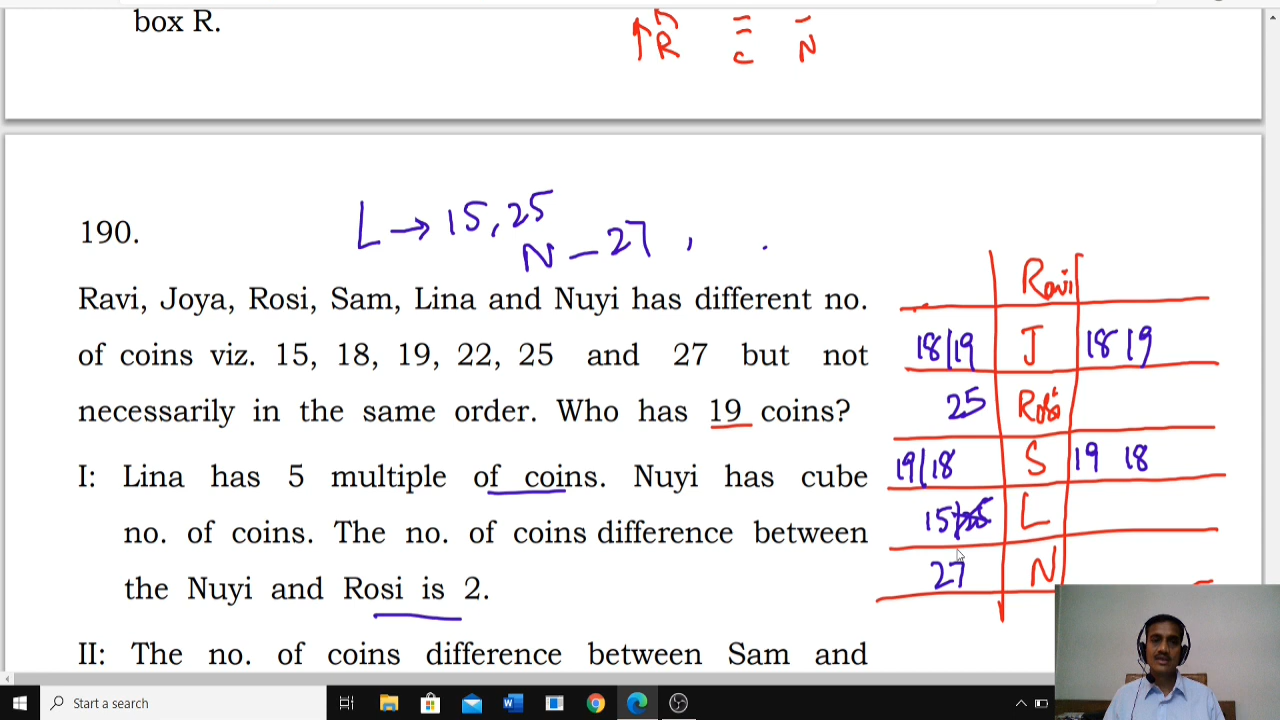 box R.
R C N
190.
L → 15, 25
N – 27 ,
Ravi, Joya, Rosi, Sam, Lina and Nuyi has different no.
of coins viz. 15, 18, 19, 22, 25 and 27 but not
necessarily in the same order. Who has 19 coins?
I: Lina has 5 multiple of coins. Nuyi has cube
no. of coins. The no. of coins difference between
the Nuyi and Rosi is 2.
II: The no. of coins difference between Sam and
Ravi
18/19 J 18 19
25 Rosi
19/18 S 19 18
15/25 L
27 N
Start a search